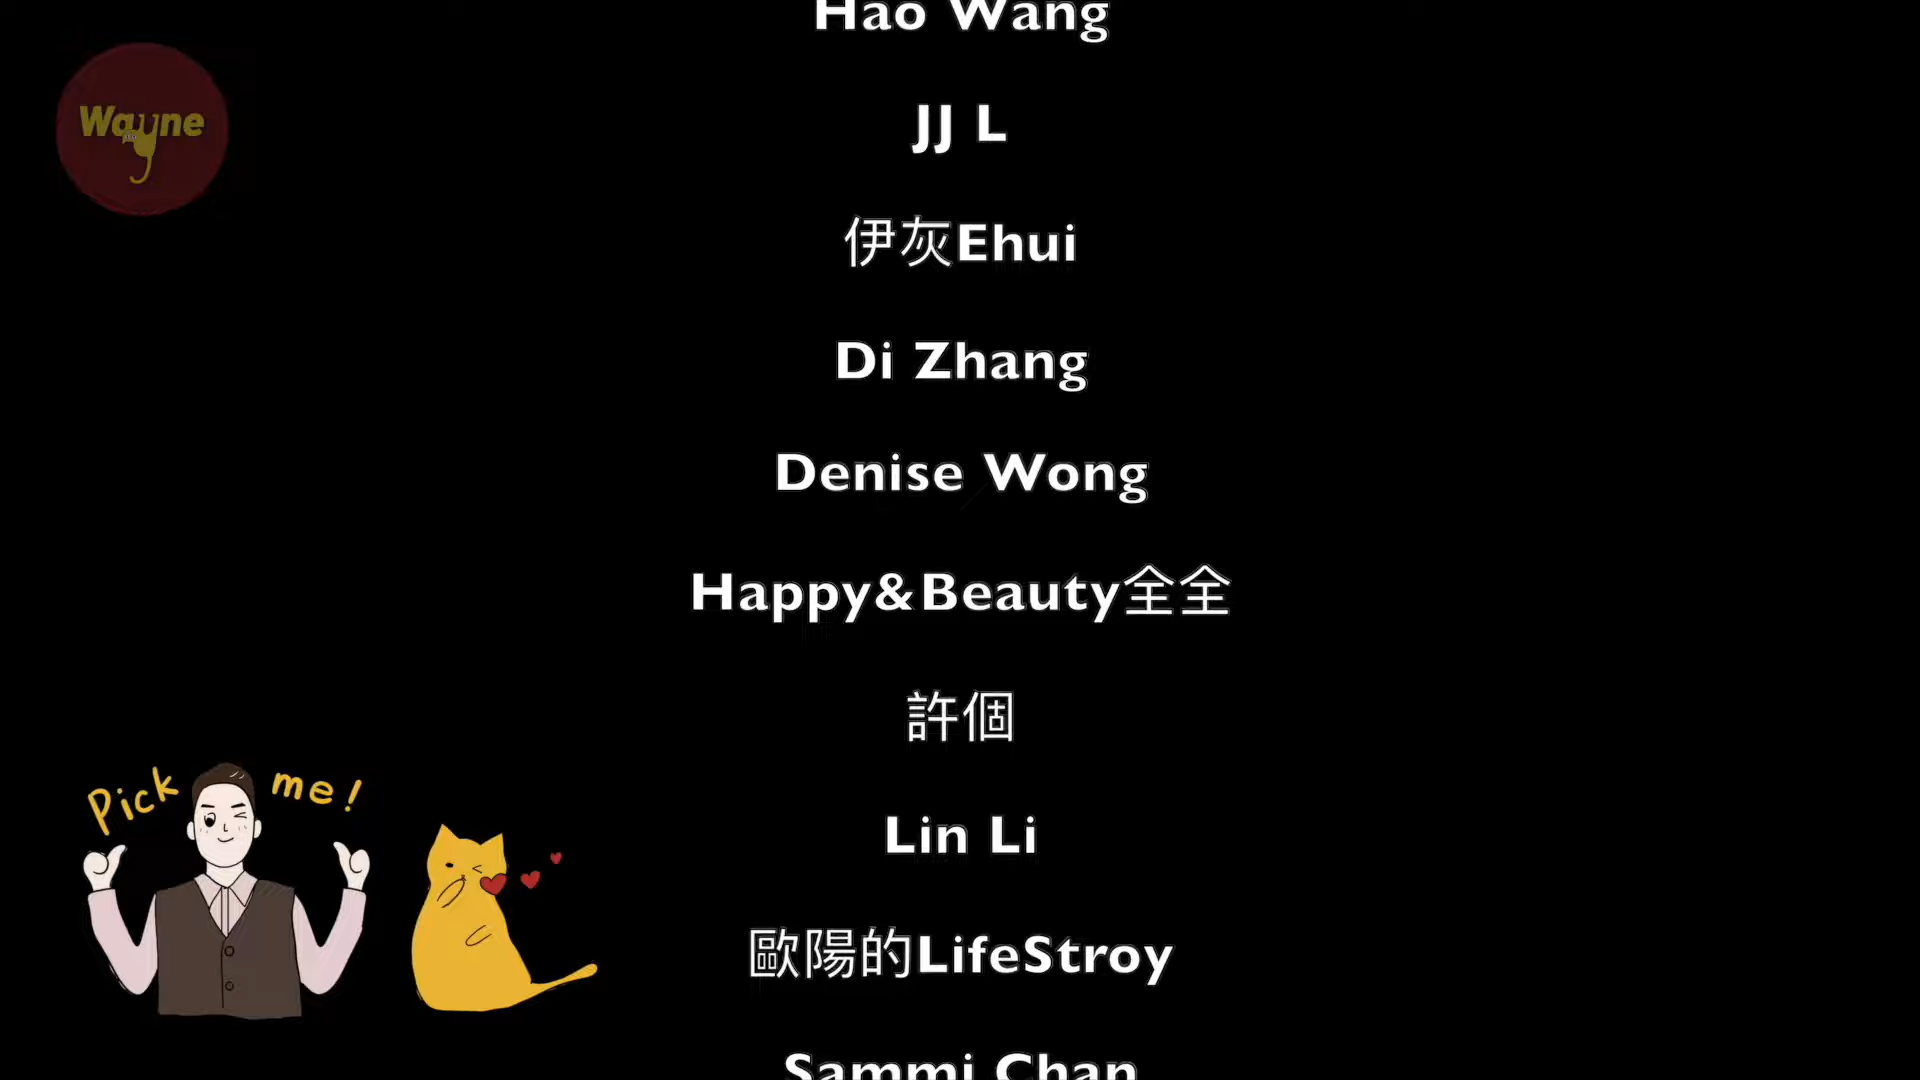 Hao Wang
Wayne
JJ L
伊灰Ehui
Di Zhang
Denise Wong
Happy&Beauty全全
許個
Pick me!
Lin Li
歐陽的LifeStroy
Sammi Chan